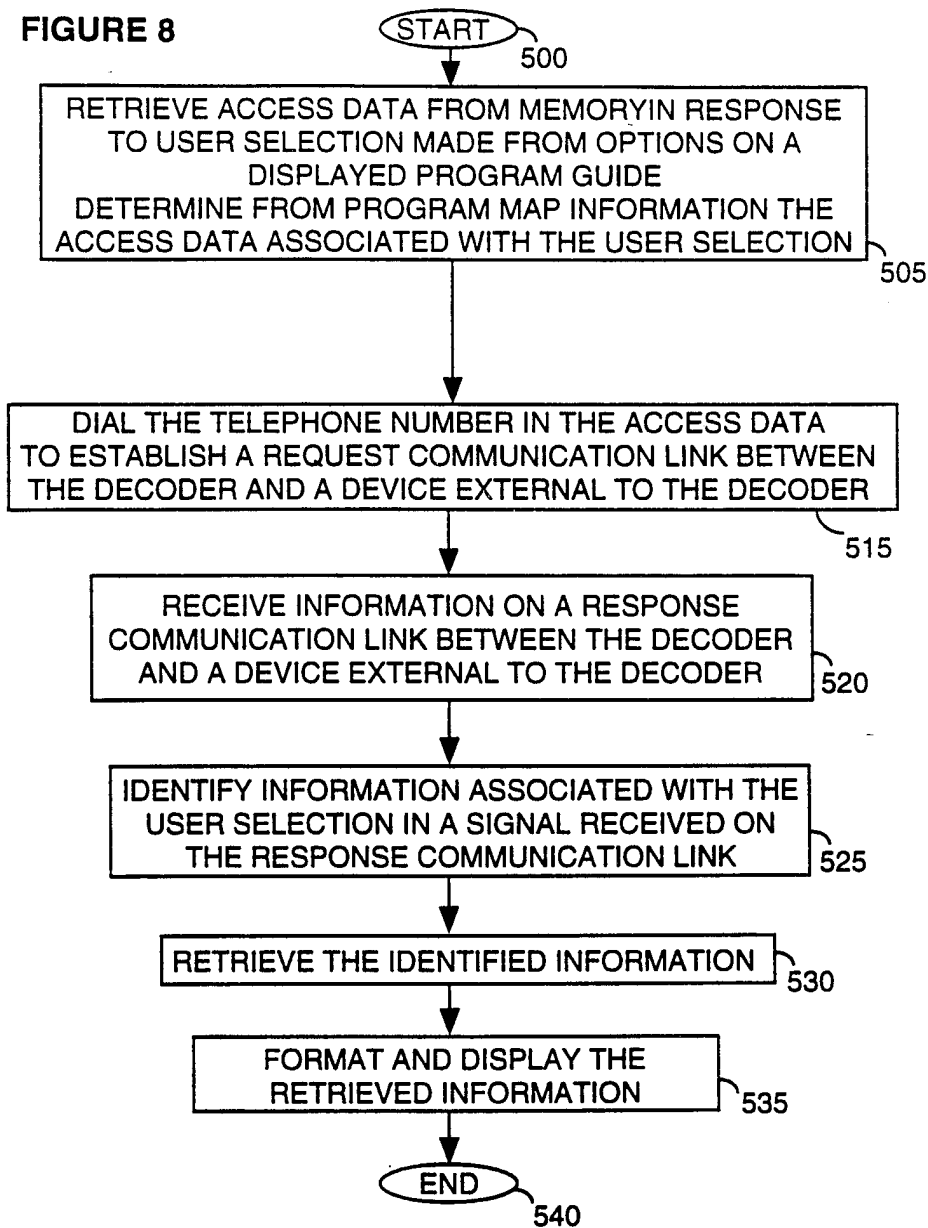 FIGURE 8
START
500
RETRIEVE ACCESS DATA FROM MEMORYIN RESPONSE
TO USER SELECTION MADE FROM OPTIONS ON A
DISPLAYED PROGRAM GUIDE
DETERMINE FROM PROGRAM MAP INFORMATION THE
ACCESS DATA ASSOCIATED WITH THE USER SELECTION
505
DIAL THE TELEPHONE NUMBER IN THE ACCESS DATA
TO ESTABLISH A REQUEST COMMUNICATION LINK BETWEEN
THE DECODER AND A DEVICE EXTERNAL TO THE DECODER
515
RECEIVE INFORMATION ON A RESPONSE
COMMUNICATION LINK BETWEEN THE DECODER
AND A DEVICE EXTERNAL TO THE DECODER
520
IDENTIFY INFORMATION ASSOCIATED WITH THE
USER SELECTION IN A SIGNAL RECEIVED ON
THE RESPONSE COMMUNICATION LINK
525
RETRIEVE THE IDENTIFIED INFORMATION
530
FORMAT AND DISPLAY THE
RETRIEVED INFORMATION
535
END
540